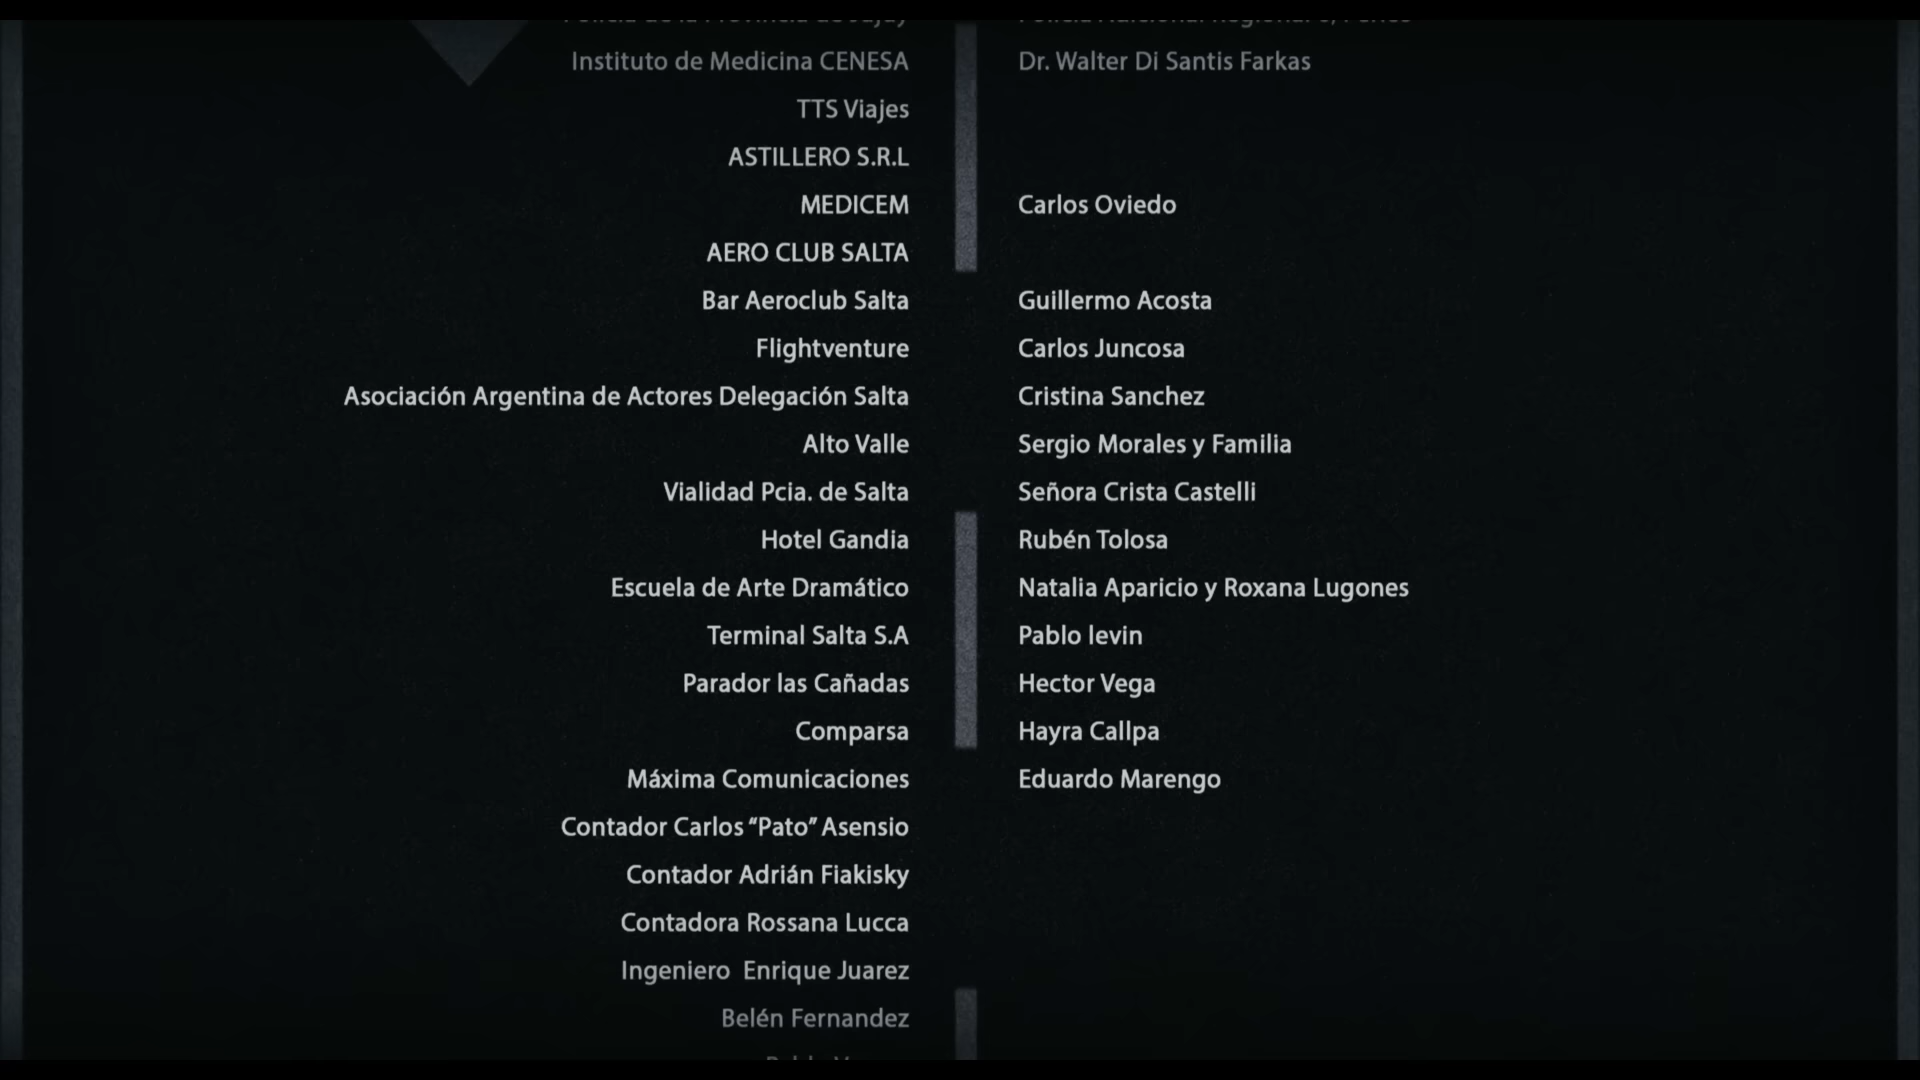 Instituto de Medicina CENESA Dr. Walter Di Santis Farkas
TTS Viajes
ASTILLERO S.R.L
MEDICEM Carlos Oviedo
AERO CLUB SALTA
Bar Aeroclub Salta Guillermo Acosta
Flightventure Carlos Juncosa
Asociación Argentina de Actores Delegación Salta Cristina Sanchez
Alto Valle Sergio Morales y Familia
Vialidad Pcia. de Salta Señora Crista Castelli
Hotel Gandia Rubén Tolosa
Escuela de Arte Dramático Natalia Aparicio y Roxana Lugones
Terminal Salta S.A Pablo levin
Parador las Cañadas Hector Vega
Comparsa Hayra Callpa
Máxima Comunicaciones Eduardo Marengo
Contador Carlos “Pato” Asensio
Contador Adrián Fiakisky
Contadora Rossana Lucca
Ingeniero  Enrique Juarez
Belén Fernandez